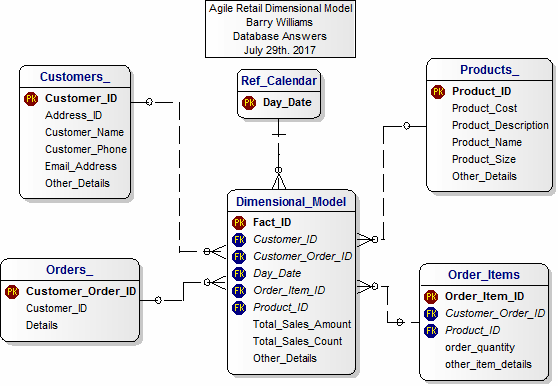 Agile Retail Dimensional Model
Barry Williams
Database Answers
July 29th. 2017
Customers_
PK Customer_ID
Address_ID
Customer_Name
Customer_Phone
Email_Address
Other_Details
Ref_Calendar
PK Day_Date
Products_
PK Product_ID
Product_Cost
Product_Description
Product_Name
Product_Size
Other_Details
Dimensional_Model
PK Fact_ID
FK Customer_ID
FK Customer_Order_ID
FK Day_Date
FK Order_Item_ID
FK Product_ID
Total_Sales_Amount
Total_Sales_Count
Other_Details
Orders_
PK Customer_Order_ID
Customer_ID
Details
Order_Items
PK Order_Item_ID
FK Customer_Order_ID
FK Product_ID
order_quantity
other_item_details